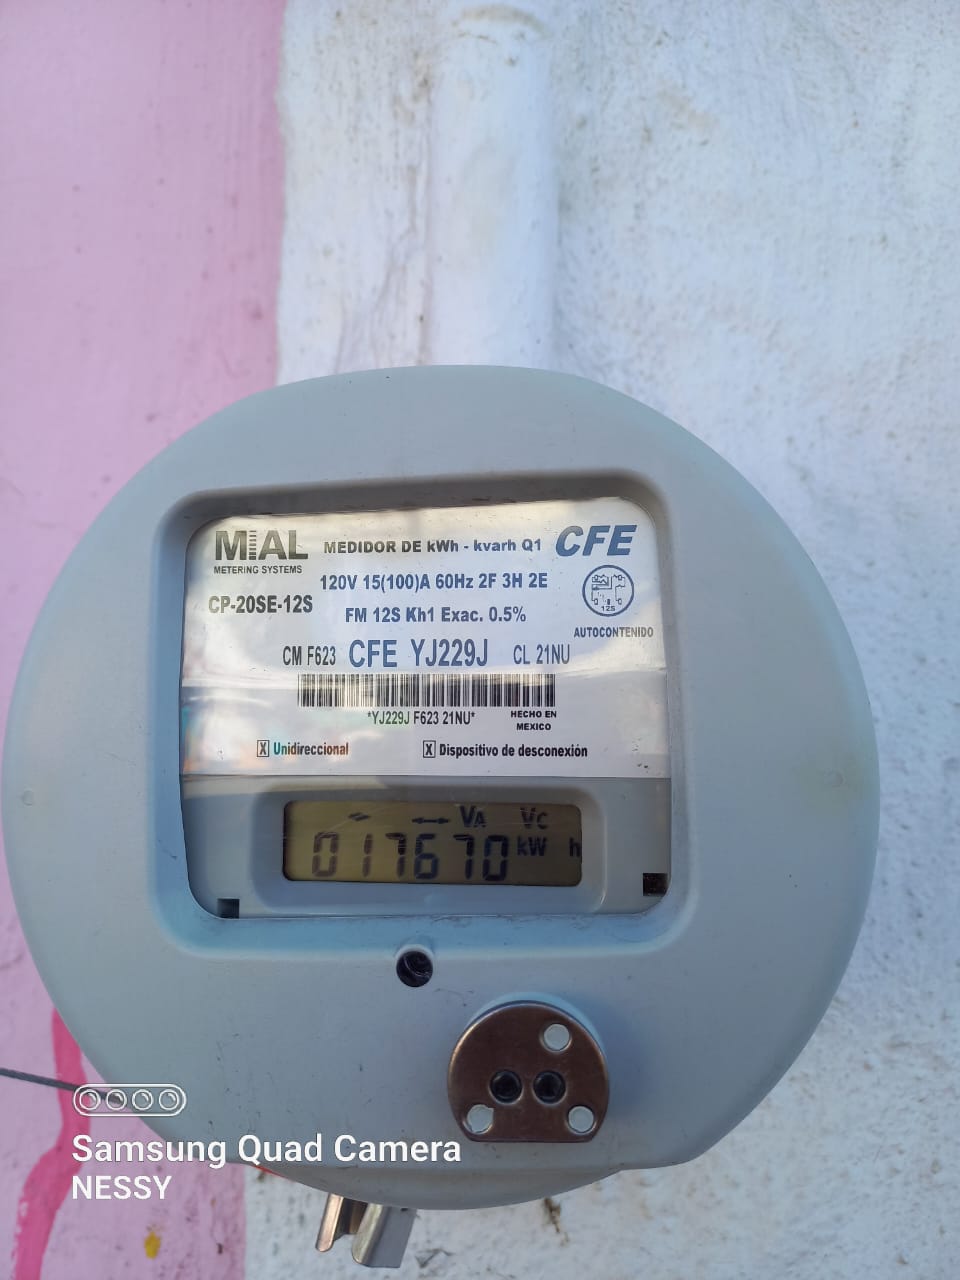 MIAL
METERING SYSTEMS
MEDIDOR DE kWh - kvarh Q1
CFE
120V 15(100)A 60Hz 2F 3H 2E
CP-20SE-12S
FM 12S Kh1 Exac. 0.5%
12S
AUTOCONTENIDO
CM F623 CFE YJ229J CL 21NU
*YJ229J F623 21NU*
HECHO EN
MEXICO
X Unidireccional
X Dispositivo de desconexión
VA VC
017670 kW h
Samsung Quad Camera
NESSY